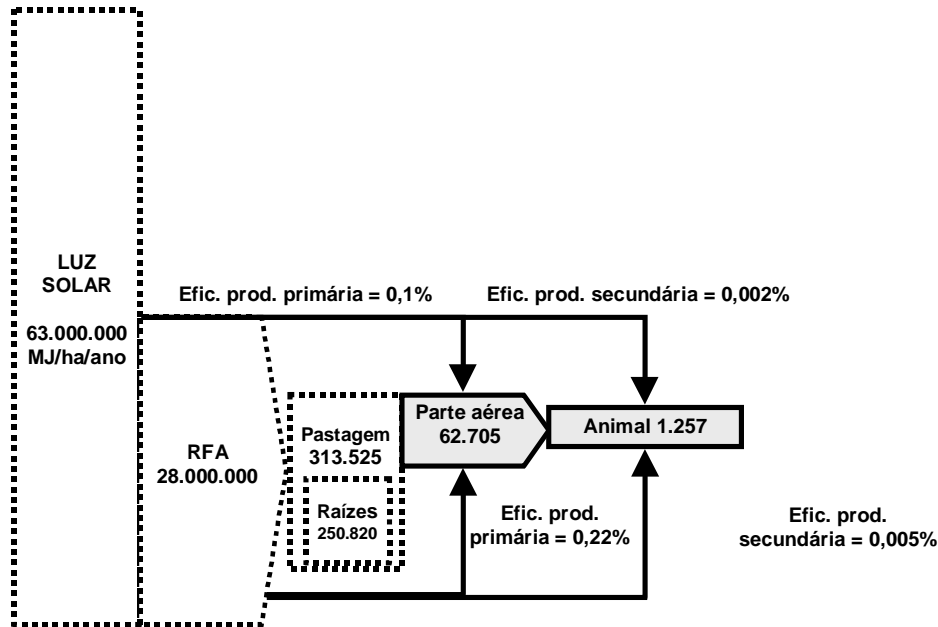 LUZ
SOLAR
63.000.000
MJ/ha/ano
Efic. prod. primária = 0,1%
Efic. prod. secundária = 0,002%
RFA
28.000.000
Pastagem
313.525
Raízes
250.820
Parte aérea
62.705
Animal 1.257
Efic. prod.
primária = 0,22%
Efic. prod.
secundária = 0,005%